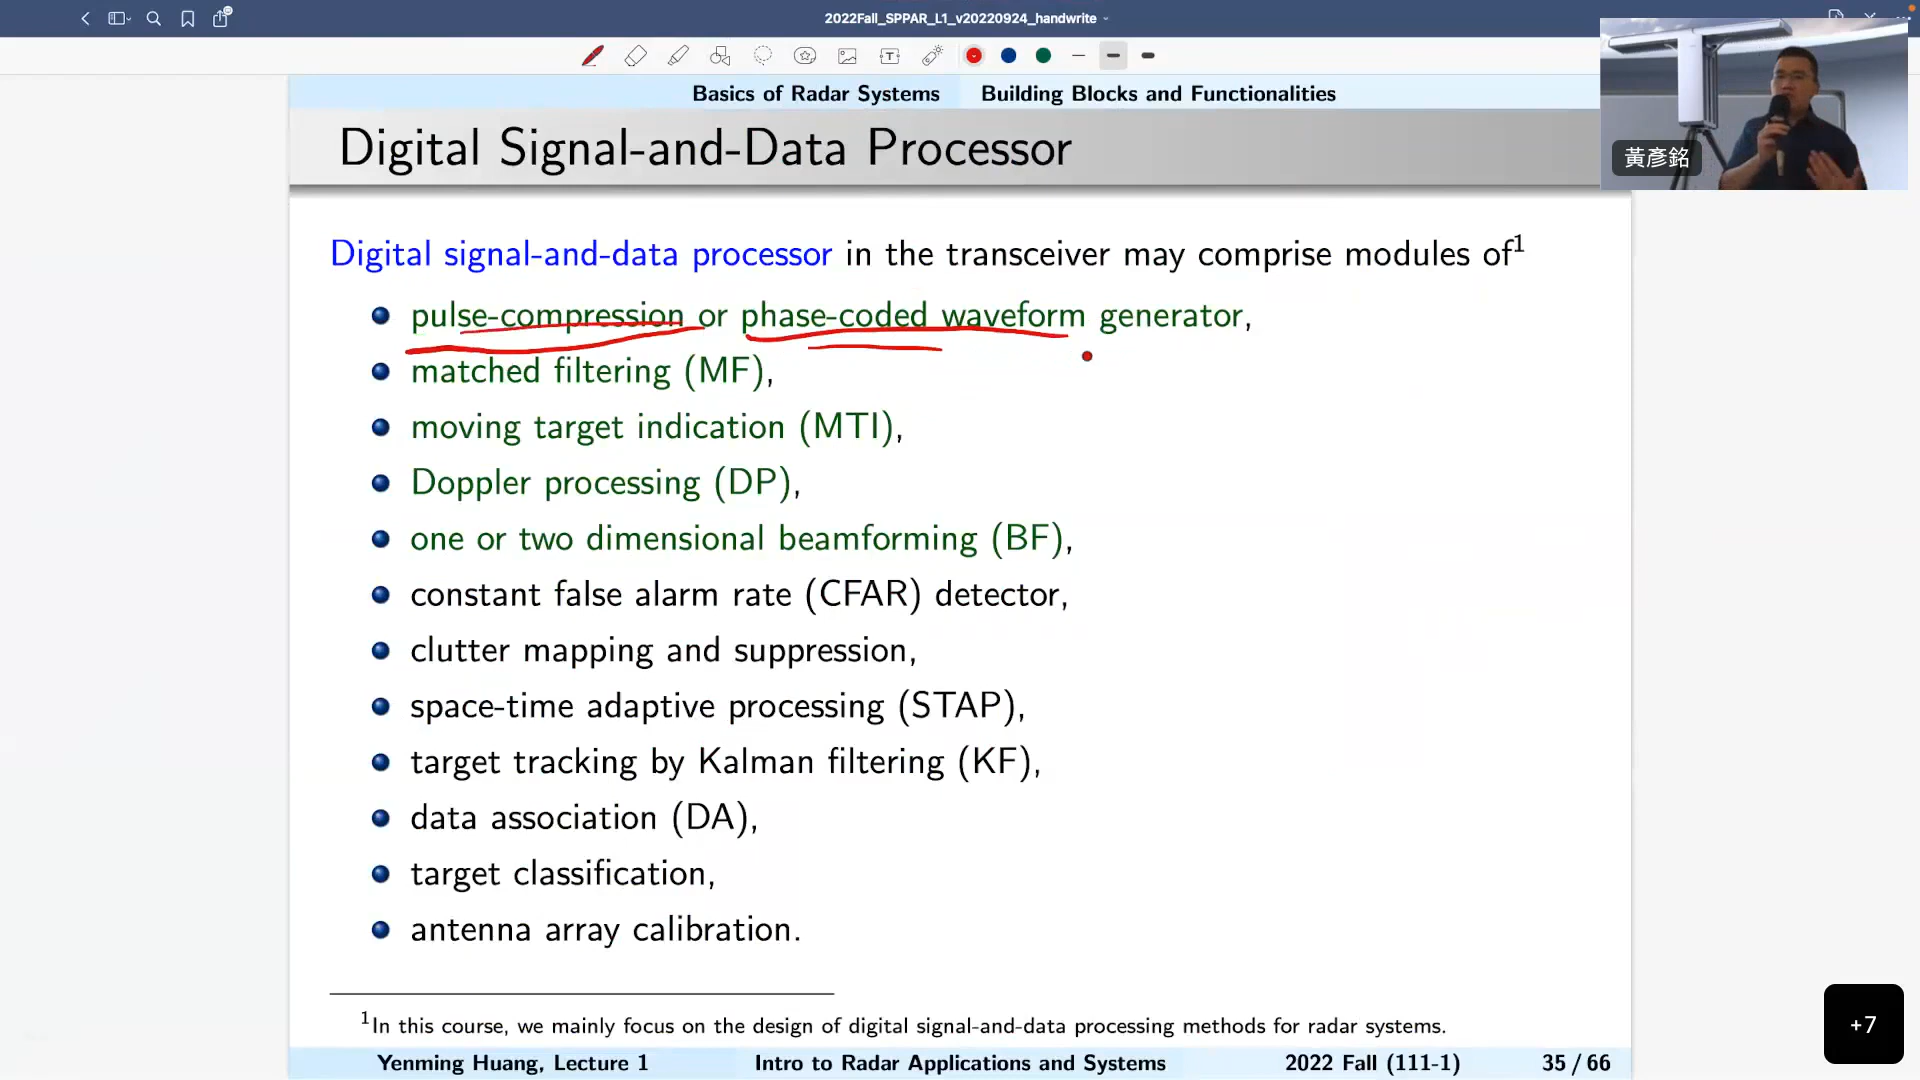 2022Fall_SPPAR_L1_v20220924_handwrite
Basics of Radar Systems Building Blocks and Functionalities
Digital Signal-and-Data Processor
黃彥銘
Digital signal-and-data processor in the transceiver may comprise modules of1
pulse-compression or phase-coded waveform generator,
matched filtering (MF),
moving target indication (MTI),
Doppler processing (DP),
one or two dimensional beamforming (BF),
constant false alarm rate (CFAR) detector,
clutter mapping and suppression,
space-time adaptive processing (STAP),
target tracking by Kalman filtering (KF),
data association (DA),
target classification,
antenna array calibration.
1In this course, we mainly focus on the design of digital signal-and-data processing methods for radar systems.
+7
Yenming Huang, Lecture 1 Intro to Radar Applications and Systems 2022 Fall (111-1) 35 / 66